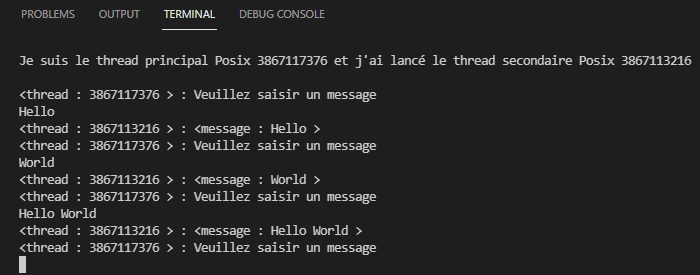 PROBLEMS OUTPUT TERMINAL DEBUG CONSOLE
Je suis le thread principal Posix 3867117376 et j'ai lancé le thread secondaire Posix 3867113216
<thread : 3867117376 > : Veuillez saisir un message
Hello
<thread : 3867113216 > : <message : Hello >
<thread : 3867117376 > : Veuillez saisir un message
World
<thread : 3867113216 > : <message : World >
<thread : 3867117376 > : Veuillez saisir un message
Hello World
<thread : 3867113216 > : <message : Hello World >
<thread : 3867117376 > : Veuillez saisir un message